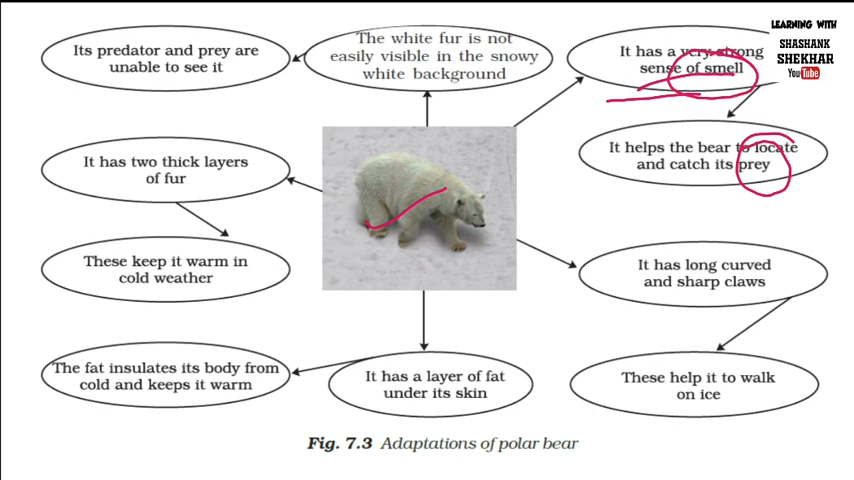 LEARNING WITH
SHASHANK
SHEKHAR
YouTube
Its predator and prey are
unable to see it
The white fur is not
easily visible in the snowy
white background
It has a very strong
sense of smell
It helps the bear to locate
and catch its prey
It has two thick layers
of fur
These keep it warm in
cold weather
It has long curved
and sharp claws
The fat insulates its body from
cold and keeps it warm
It has a layer of fat
under its skin
These help it to walk
on ice
Fig. 7.3 Adaptations of polar bear